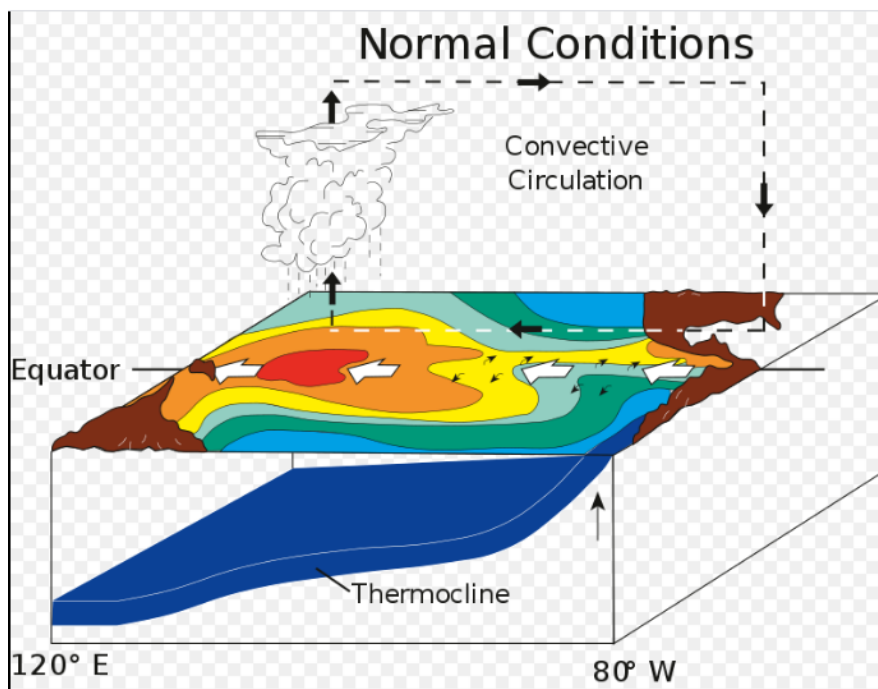 Normal Conditions
Convective
Circulation
Equator
Thermocline
120° E
80° W